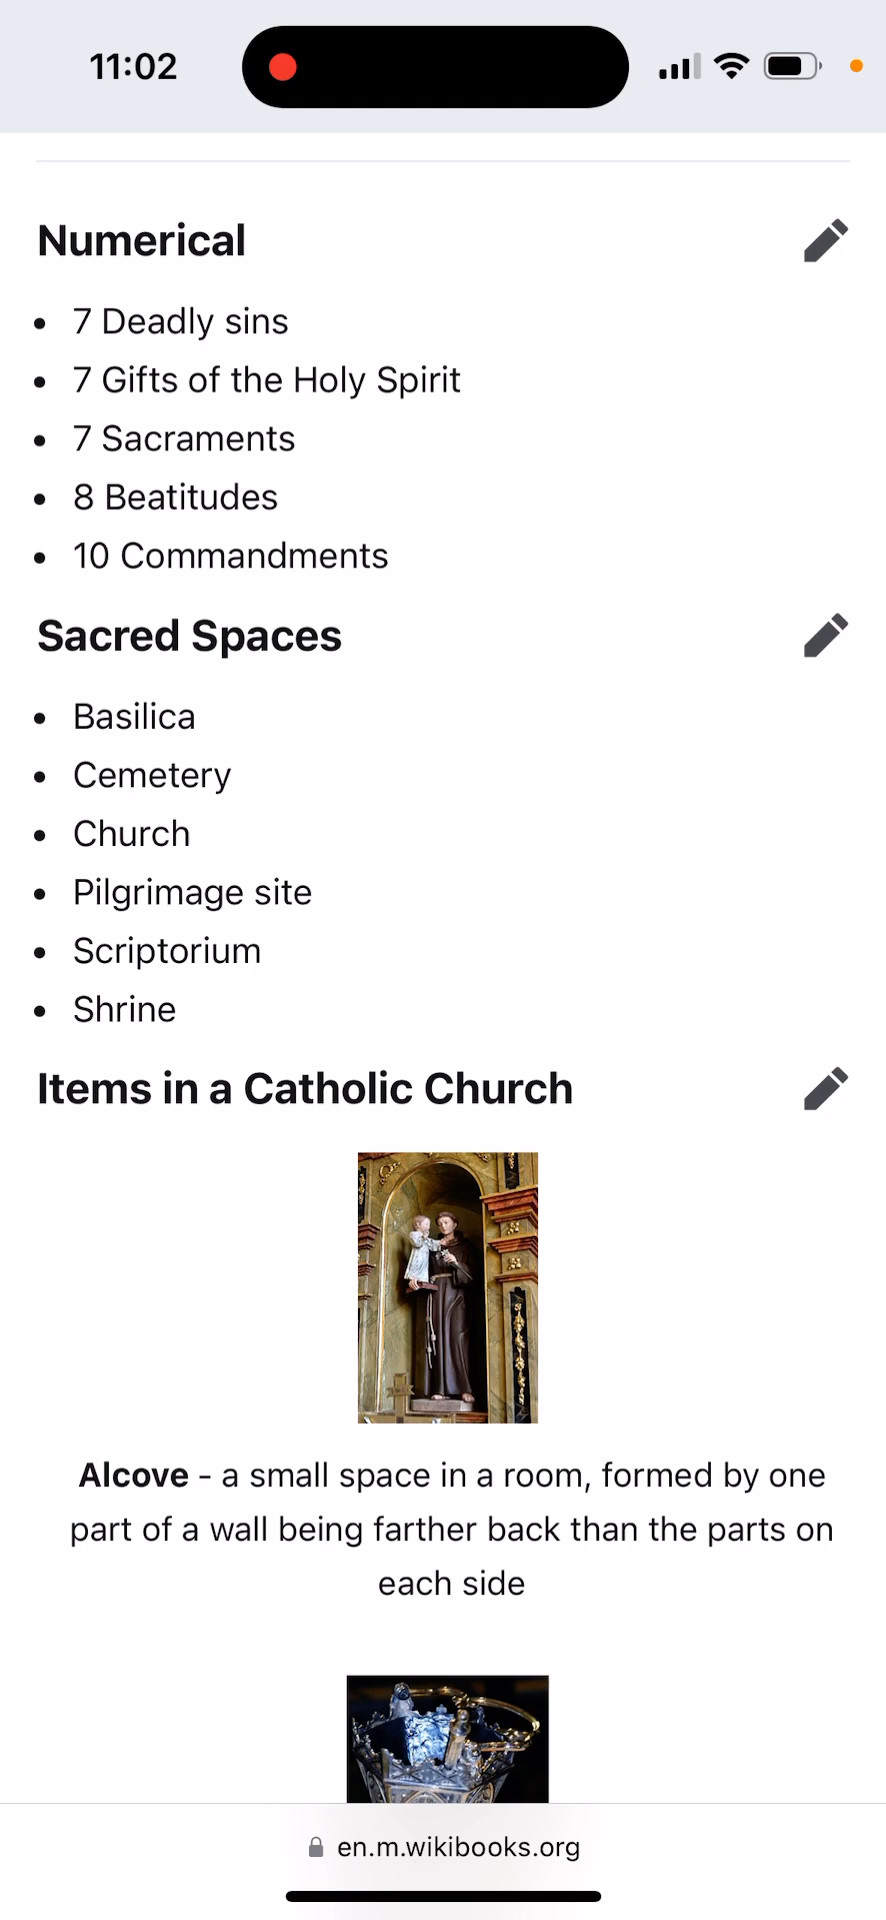 11:02
Numerical
7 Deadly sins
7 Gifts of the Holy Spirit
7 Sacraments
8 Beatitudes
10 Commandments
Sacred Spaces
Basilica
Cemetery
Church
Pilgrimage site
Scriptorium
Shrine
Items in a Catholic Church
Alcove - a small space in a room, formed by one
part of a wall being farther back than the parts on
each side
en.m.wikibooks.org